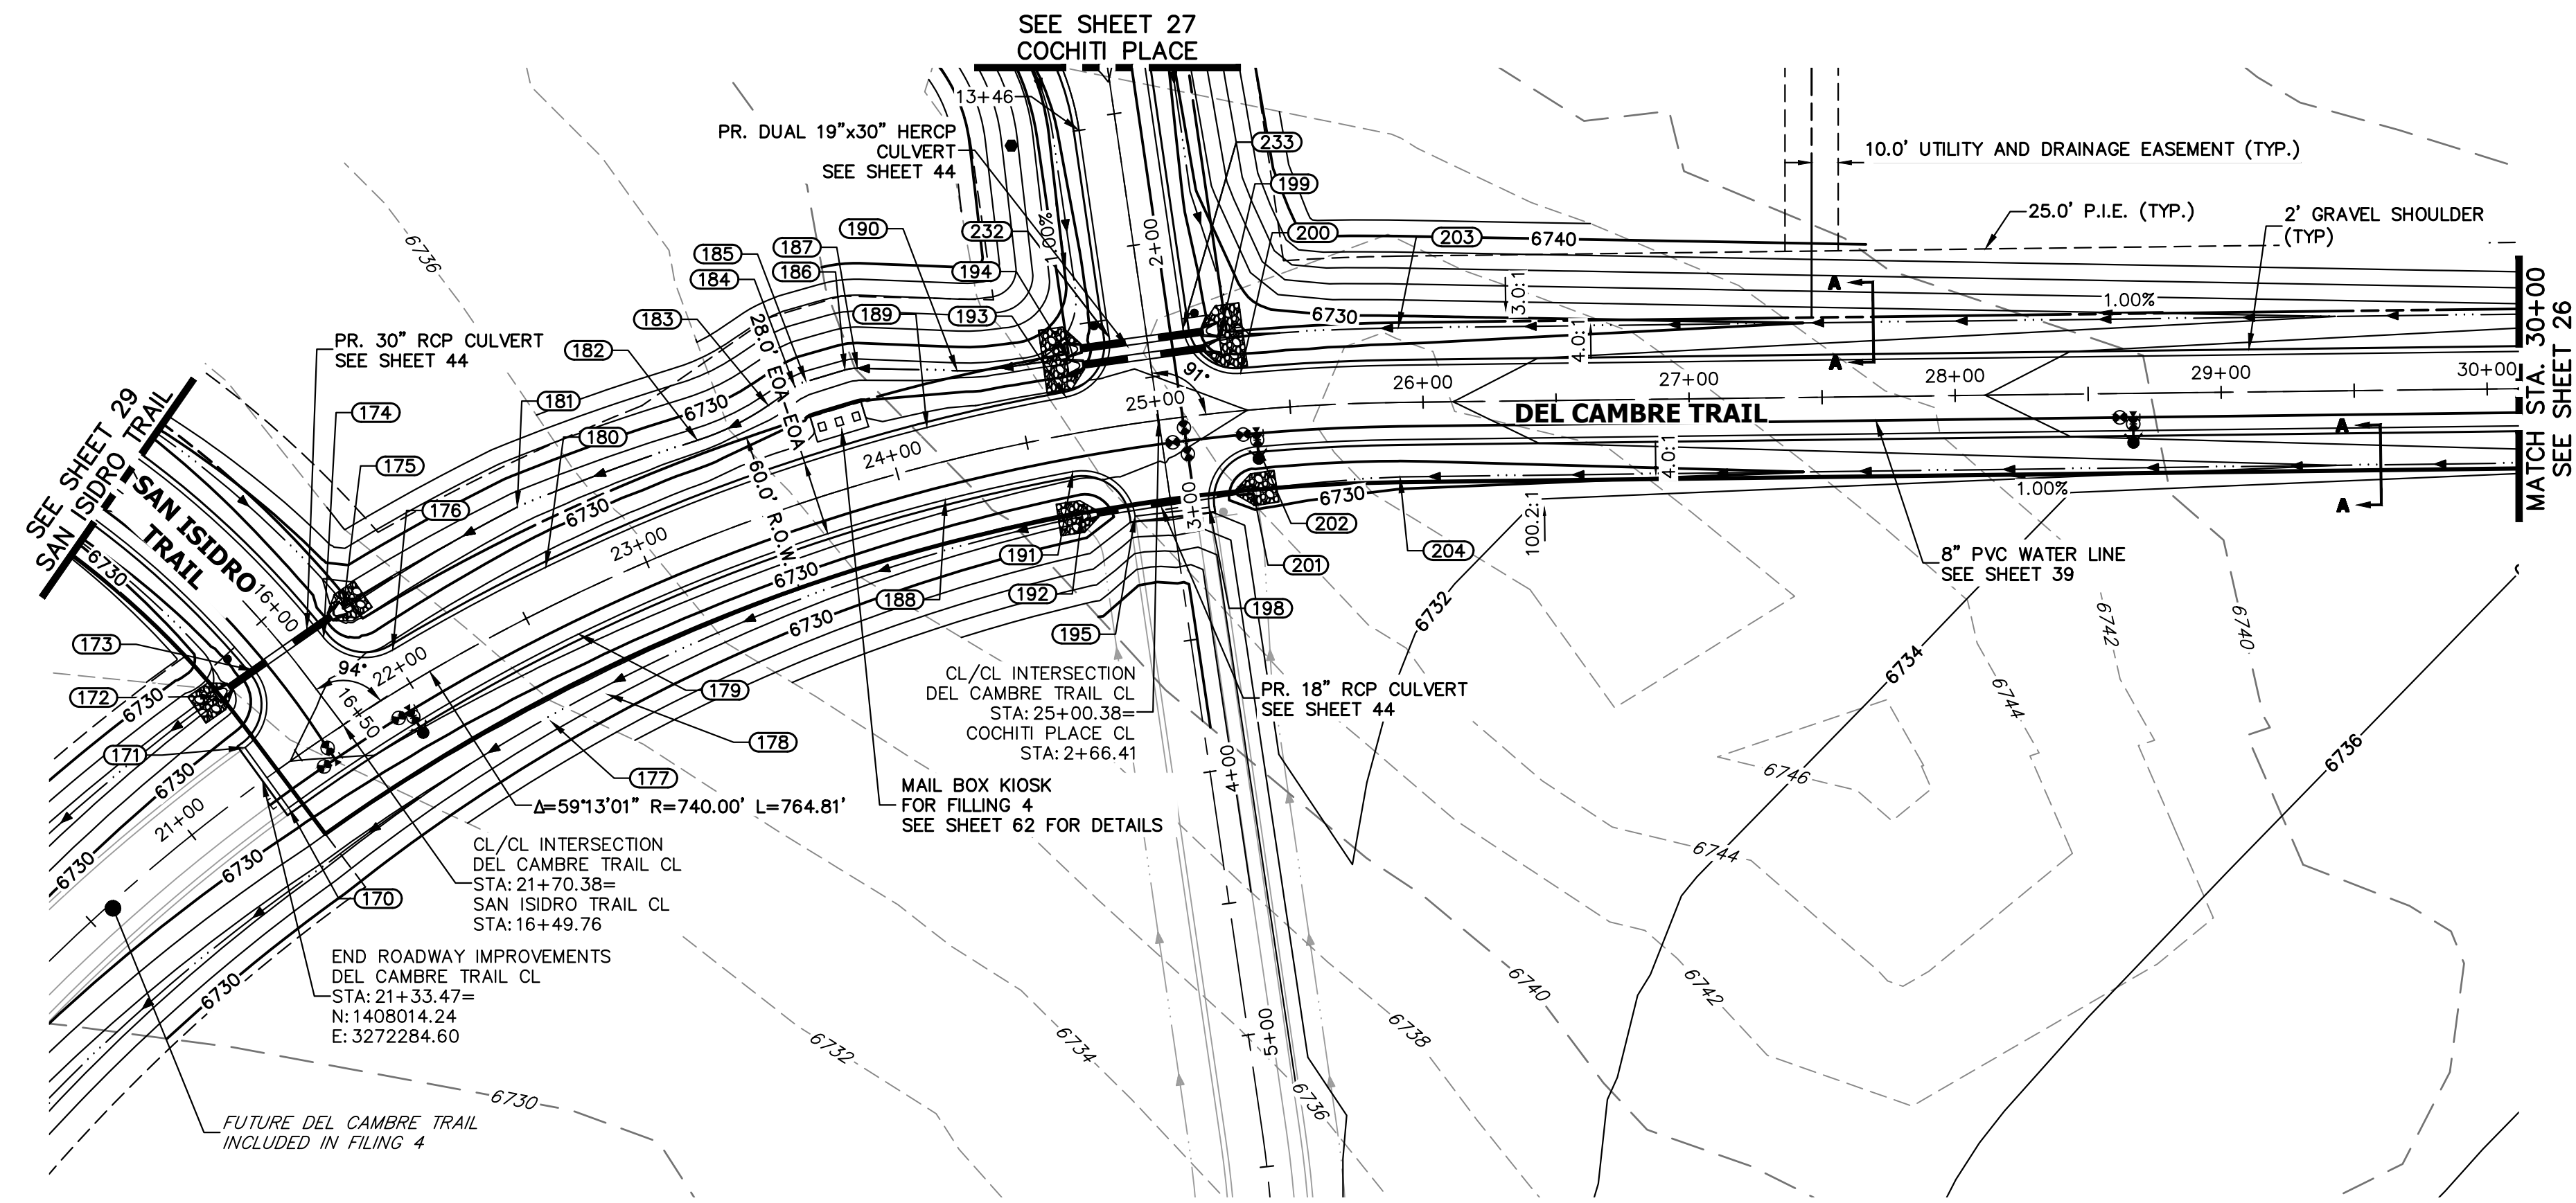 SEE SHEET 27
COCHITI PLACE
13+46
PR. DUAL 19"x30" HERCP
CULVERT
SEE SHEET 44
233
199
200
203
6740
10.0' UTILITY AND DRAINAGE EASEMENT (TYP.)
25.0' P.I.E. (TYP.)
2' GRAVEL SHOULDER
(TYP)
6736
185
184
187
186
190
232
194
1.00%
2+00
183
189
193
182
28.0' EOA-EOA
6730
3.0:1
4.0:1
A
A
1.00%
MATCH STA. 30+00
SEE SHEET 26
PR. 30" RCP CULVERT
SEE SHEET 44
SEE SHEET 29
SAN ISIDRO TRAIL
174
181
6730
180
175
176
91°
25+00
26+00
27+00
28+00
29+00
30+00
DEL CAMBRE TRAIL
24+00
23+00
60.0' R.O.W.
6730
4.0:1
A
A
SAN ISIDRO
TRAIL
6730
16+00
3+00
6730
1.00%
202
191
201
204
100.2:1
8" PVC WATER LINE
SEE SHEET 39
6730
188
192
198
195
6730
6732
6742
6740
173
172
94°
22+00
16+50
6730
179
178
177
171
CL/CL INTERSECTION
DEL CAMBRE TRAIL CL
STA: 25+00.38=
COCHITI PLACE CL
STA: 2+66.41
PR. 18" RCP CULVERT
SEE SHEET 44
6734
6744
6736
6746
4+00
6730
21+00
Δ=59°13'01" R=740.00' L=764.81'
MAIL BOX KIOSK
FOR FILLING 4
SEE SHEET 62 FOR DETAILS
6730
6730
170
CL/CL INTERSECTION
DEL CAMBRE TRAIL CL
STA: 21+70.38=
SAN ISIDRO TRAIL CL
STA: 16+49.76
6744
END ROADWAY IMPROVEMENTS
DEL CAMBRE TRAIL CL
STA: 21+33.47=
N: 1408014.24
E: 3272284.60
6730
6740
6742
5+00
6732
6734
6738
6736
6730
FUTURE DEL CAMBRE TRAIL
INCLUDED IN FILING 4